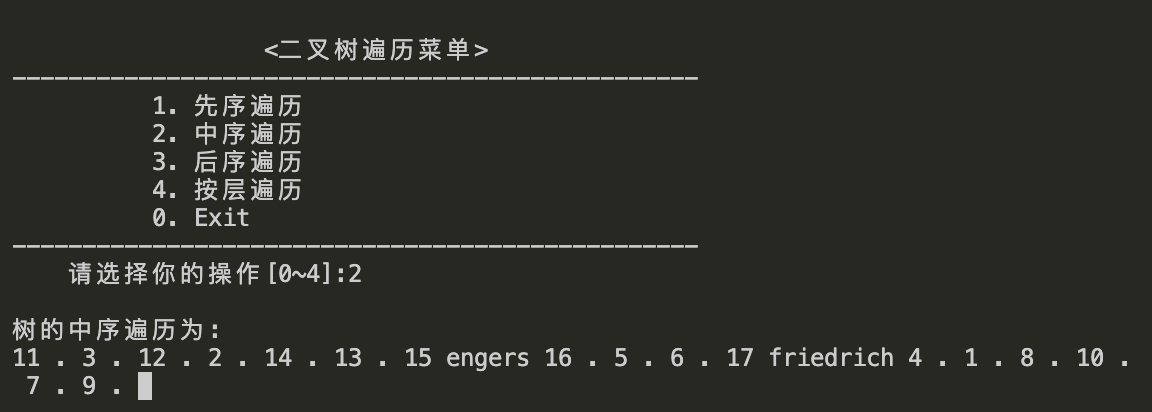 <二叉树遍历菜单>
-------------------------------------------------
1. 先序遍历
2. 中序遍历
3. 后序遍历
4. 按层遍历
0. Exit
-------------------------------------------------
请选择你的操作[0~4]:2
树的中序遍历为:
11 . 3 . 12 . 2 . 14 . 13 . 15 engers 16 . 5 . 6 . 17 friedrich 4 . 1 . 8 . 10 .
7 . 9 .